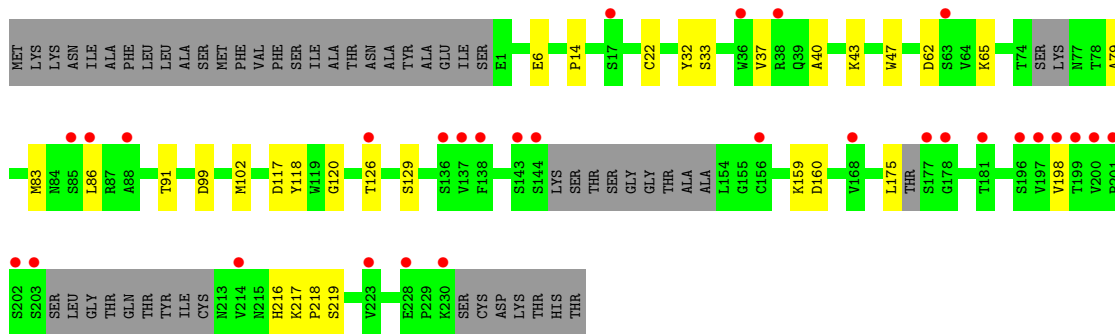 MET LYS LYS ASN ILE ALA PHE LEU LEU ALA SER MET PHE VAL PHE SER ILE ALA THR ASN ALA TYR ALA GLU ILE SER E1 E6 P14 S17 C22 Y32 S33 W36 V37 R38 Q39 A40 K43 W47 D62 S63 V64 K65 T74 SER LYS N77 T78 A79
M83 N84 S85 L86 R87 A88 T91 D99 M102 D117 Y118 W119 G120 T126 S129 S136 V137 F138 S143 S144 LYS SER THR SER GLY GLY THR ALA ALA L154 G155 C156 K159 D160 V168 L175 THR S177 G178 T181 S196 V197 V198 T199 V200 P201
S202 S203 SER LEU GLY THR GLN THR TYR ILE CYS N213 V214 N215 H216 K217 P218 S219 V223 E228 P229 K230 SER CYS ASP LYS THR HIS THR